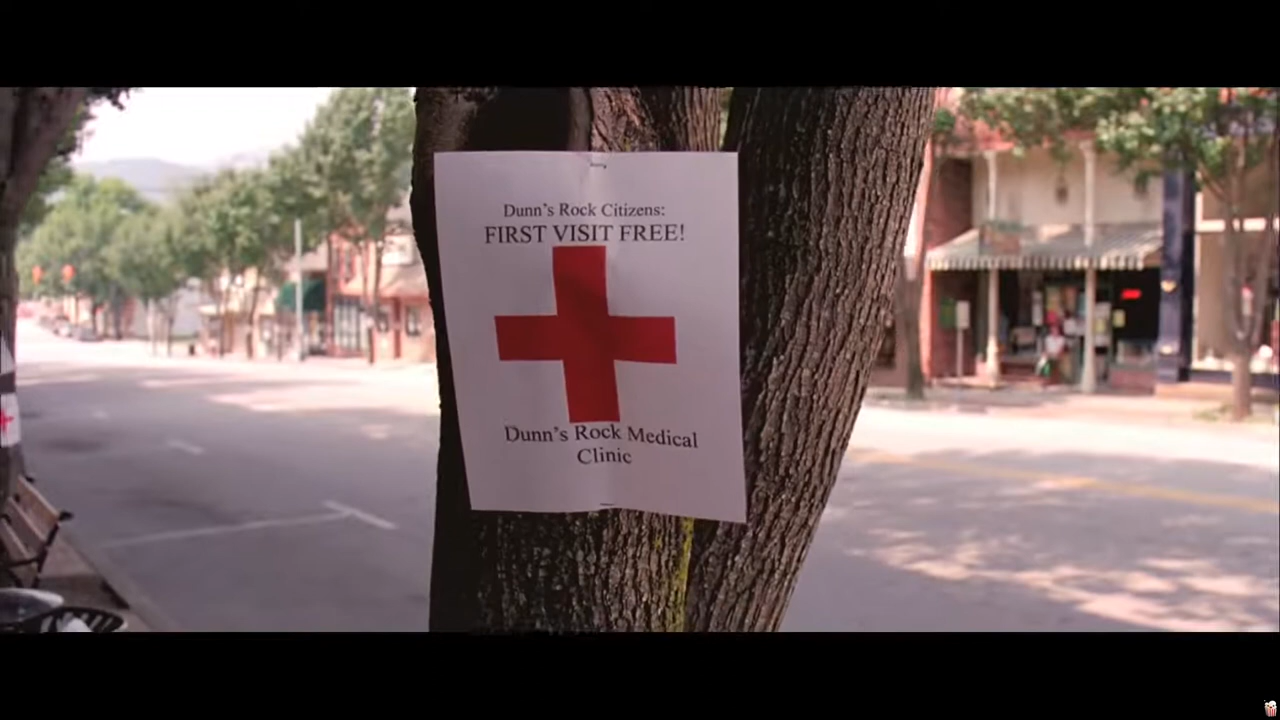 Dunn's Rock Citizens:
FIRST VISIT FREE!
Dunn's Rock Medical
Clinic